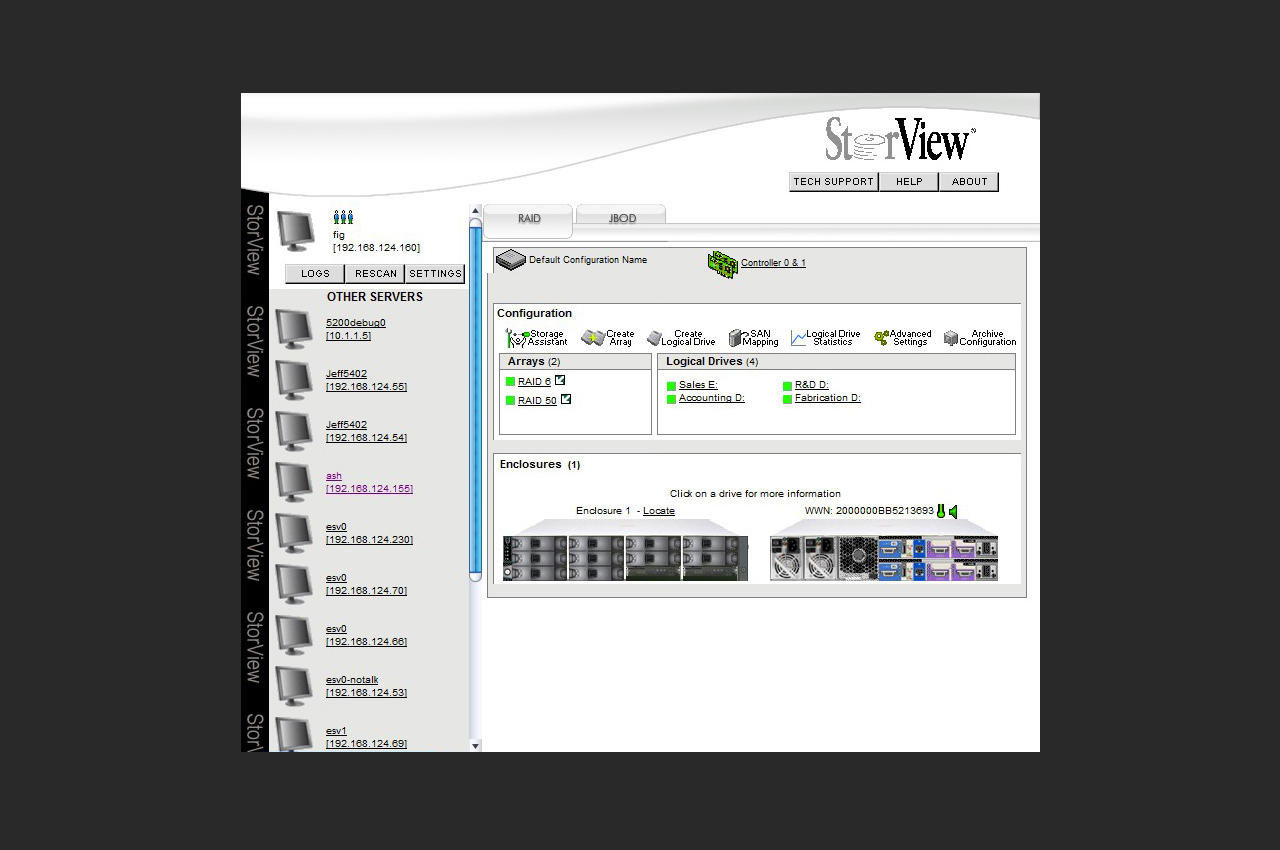 StorView®
TECH SUPPORT HELP ABOUT
StorView
StorView
StorView
StorView
StorView
StorV
fig
[192.168.124.160]
LOGS RESCAN SETTINGS
OTHER SERVERS
5200debug0
[10.1.1.5]
Jeff5402
[192.168.124.55]
Jeff5402
[192.168.124.54]
ash
[192.168.124.155]
esv0
[192.168.124.230]
esv0
[192.168.124.70]
esv0
[192.168.124.66]
esv0-notalk
[192.168.124.53]
esv1
[192.168.124.69]
RAID JBOD
Default Configuration Name
Controller 0 & 1
Configuration
Storage Assistant
Create Array
Create Logical Drive
SAN Mapping
Logical Drive Statistics
Advanced Settings
Archive Configuration
Arrays (2)
RAID 6
RAID 50
Logical Drives (4)
Sales E: R&D D:
Accounting D: Fabrication D:
Enclosures (1)
Click on a drive for more information
Enclosure 1 - Locate
WWN: 2000000BB5213693